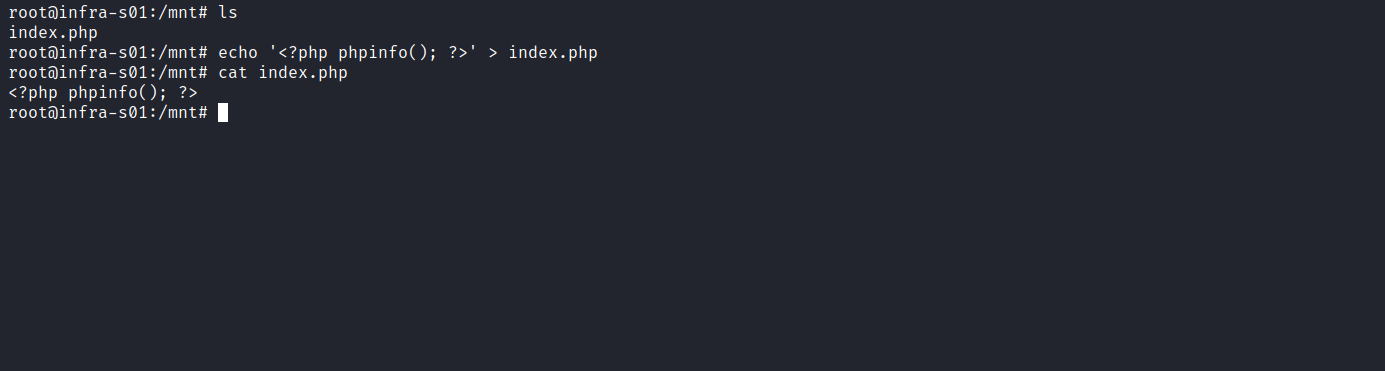 root@infra-s01:/mnt# ls
index.php
root@infra-s01:/mnt# echo '<?php phpinfo(); ?>' > index.php
root@infra-s01:/mnt# cat index.php
<?php phpinfo(); ?>
root@infra-s01:/mnt#